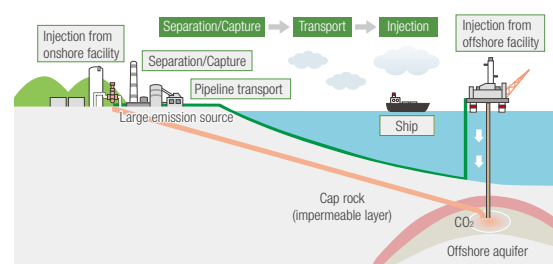 Separation/Capture
Transport
Injection
Injection from
onshore facility
Injection from
offshore facility
Separation/Capture
Pipeline transport
Large emission source
Ship
Cap rock
(impermeable layer)
CO₂
Offshore aquifer